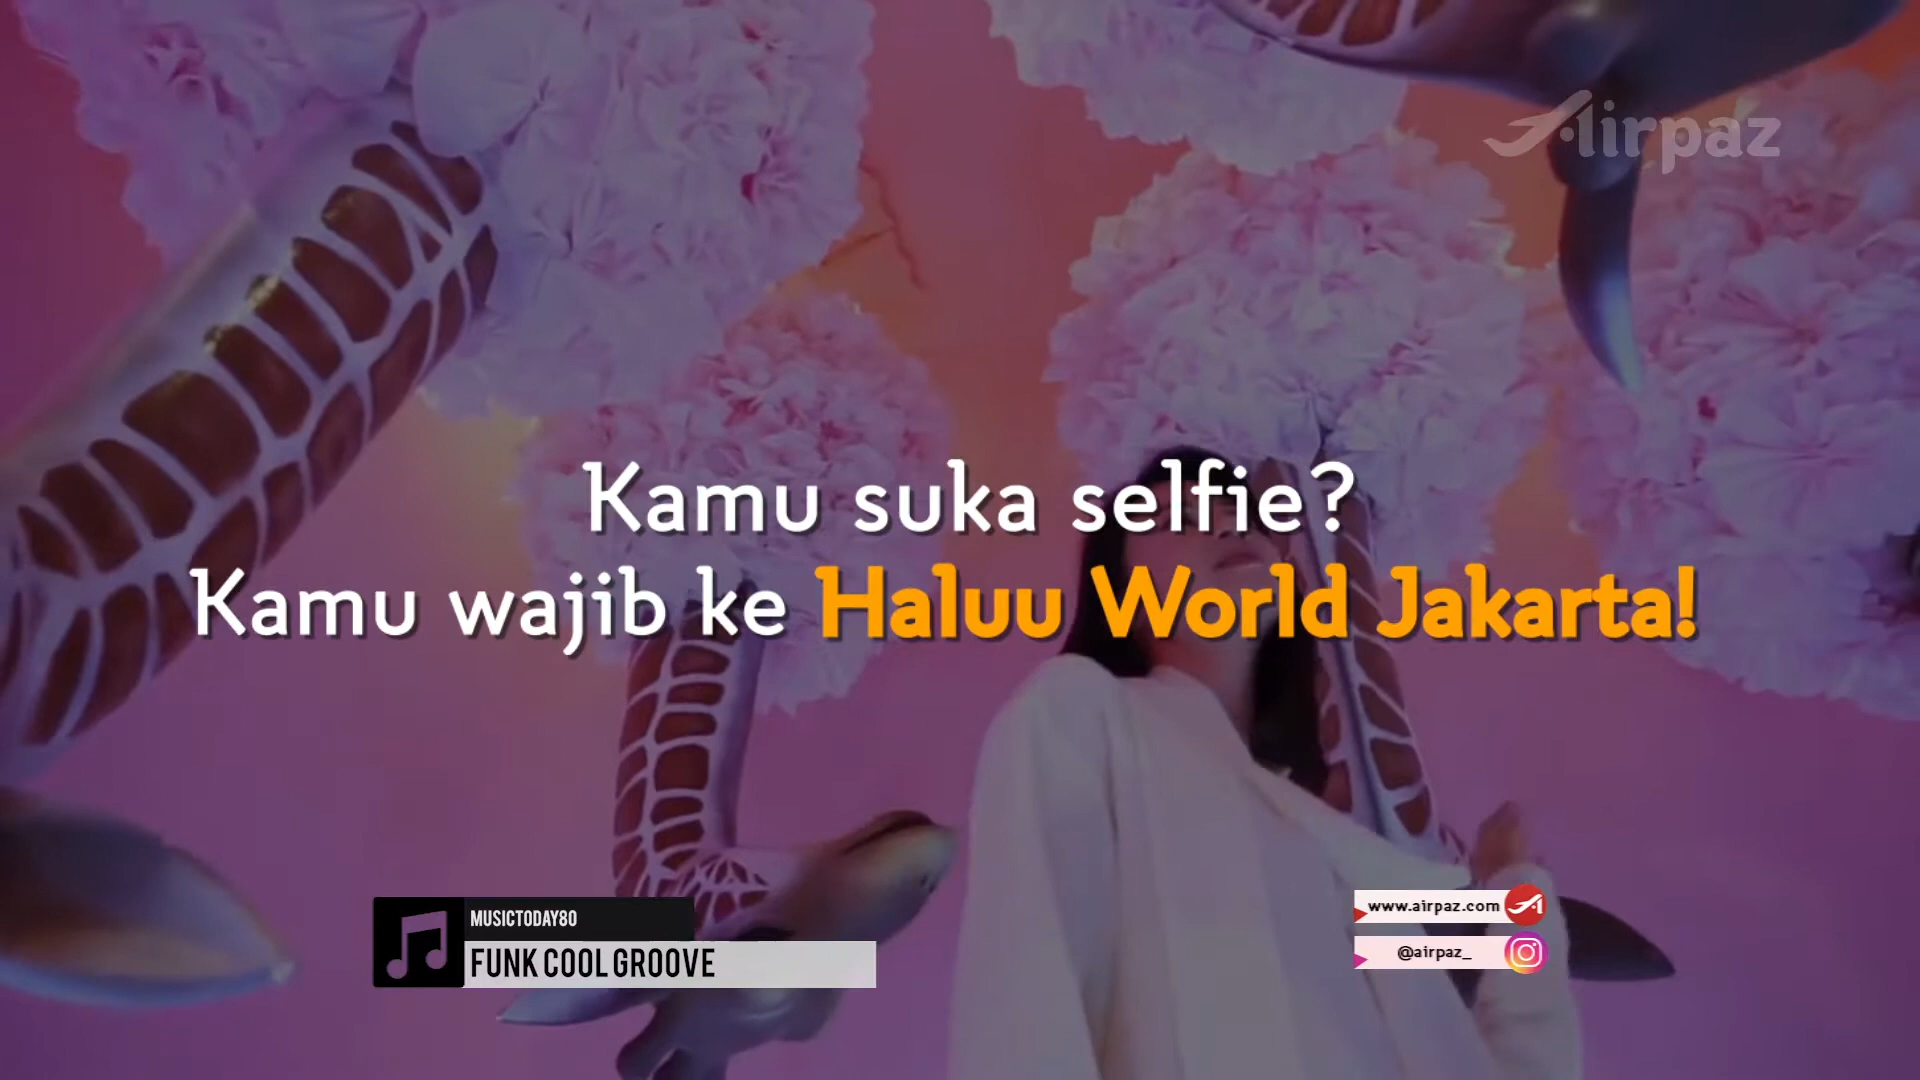 Airpaz
Kamu suka selfie?
Kamu wajib ke Haluu World Jakarta!
MUSICTODAY80
FUNK COOL GROOVE
www.airpaz.com
@airpaz_